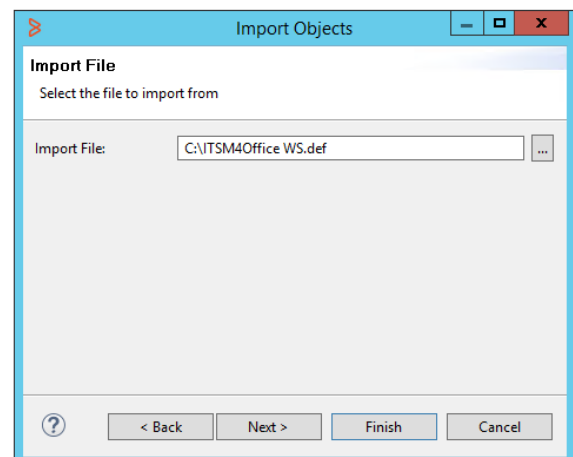 Import Objects
Import File
Select the file to import from
Import File: C:\ITSM4Office WS.def ...
? < Back Next > Finish Cancel